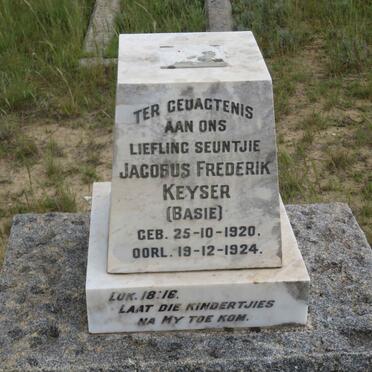 TER GEDAGTENIS
AAN ONS
LIEFLING SEUNTJIE
JACOBUS FREDERIK
KEYSER
(BASIE)
GEB. 25-10-1920.
OORL. 19-12-1924.
LUK. 18:16.
LAAT DIE KINDERTJIES
NA MY TOE KOM.